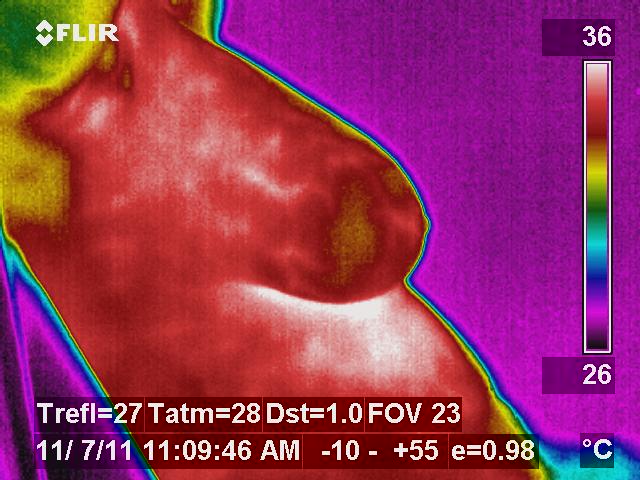 FLIR
36
26
Trefl=27 Tatm=28 Dst=1.0 FOV 23
11/ 7/11 11:09:46 AM -10 - +55 e=0.98 °C